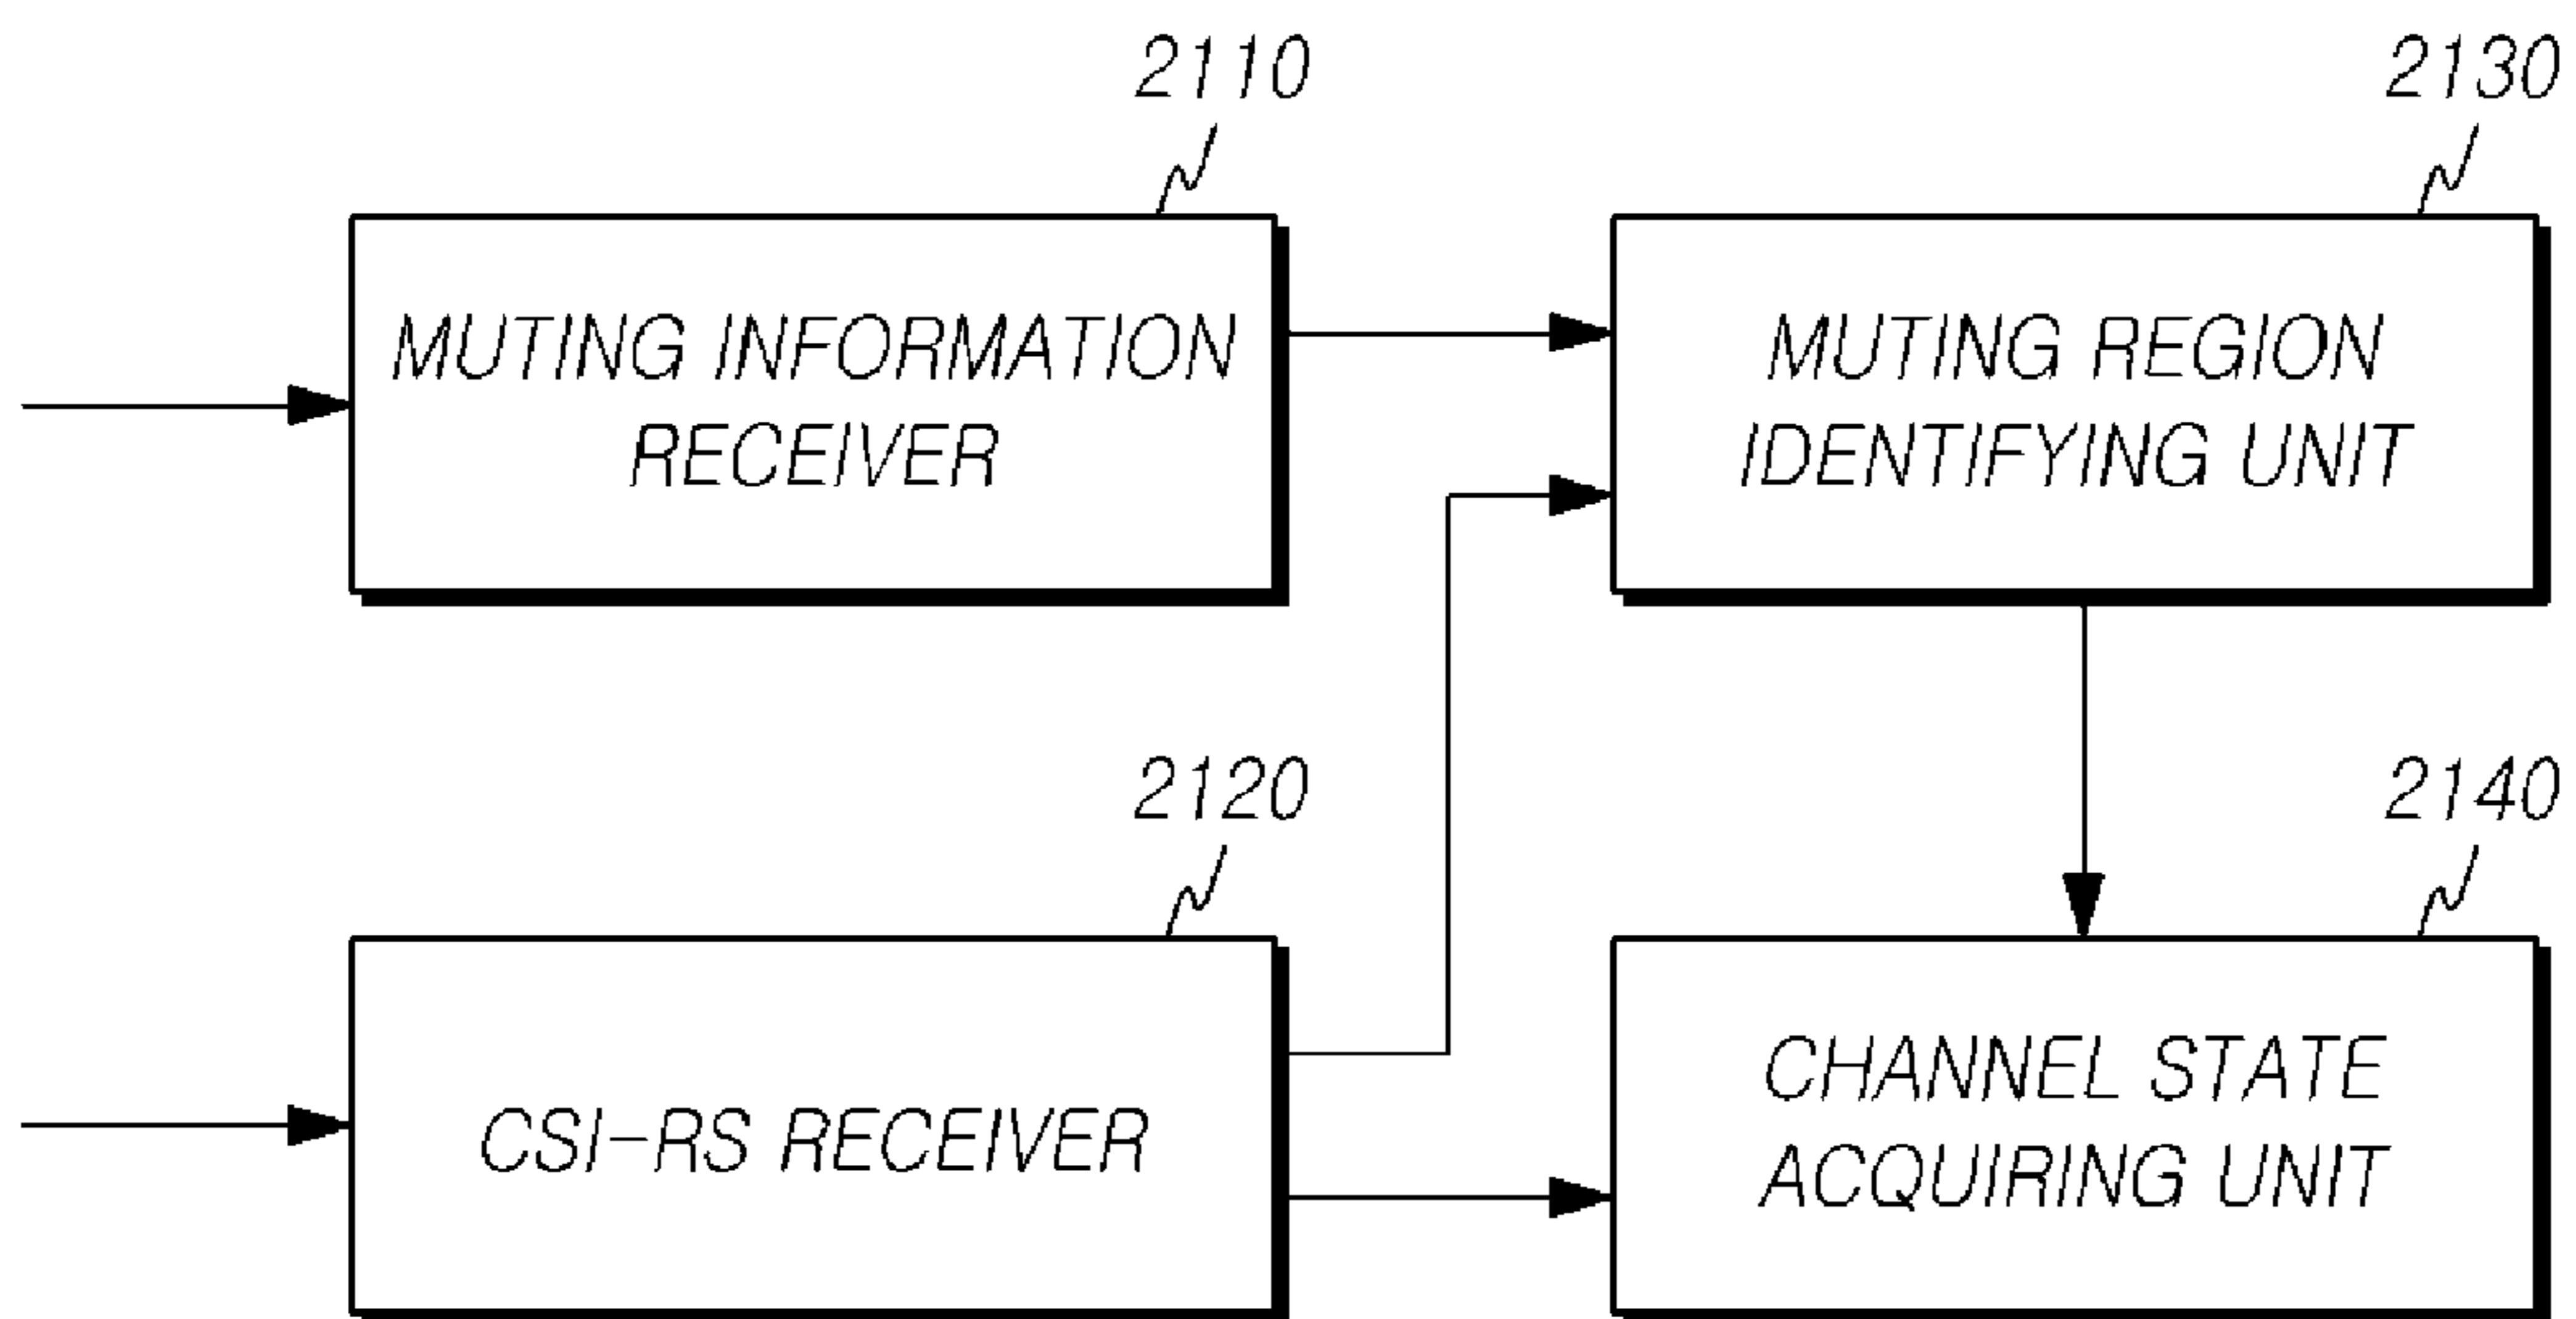 2110
2130
MUTING INFORMATION
RECEIVER
MUTING REGION
IDENTIFYING UNIT
2120
2140
CSI-RS RECEIVER
CHANNEL STATE
ACQUIRING UNIT